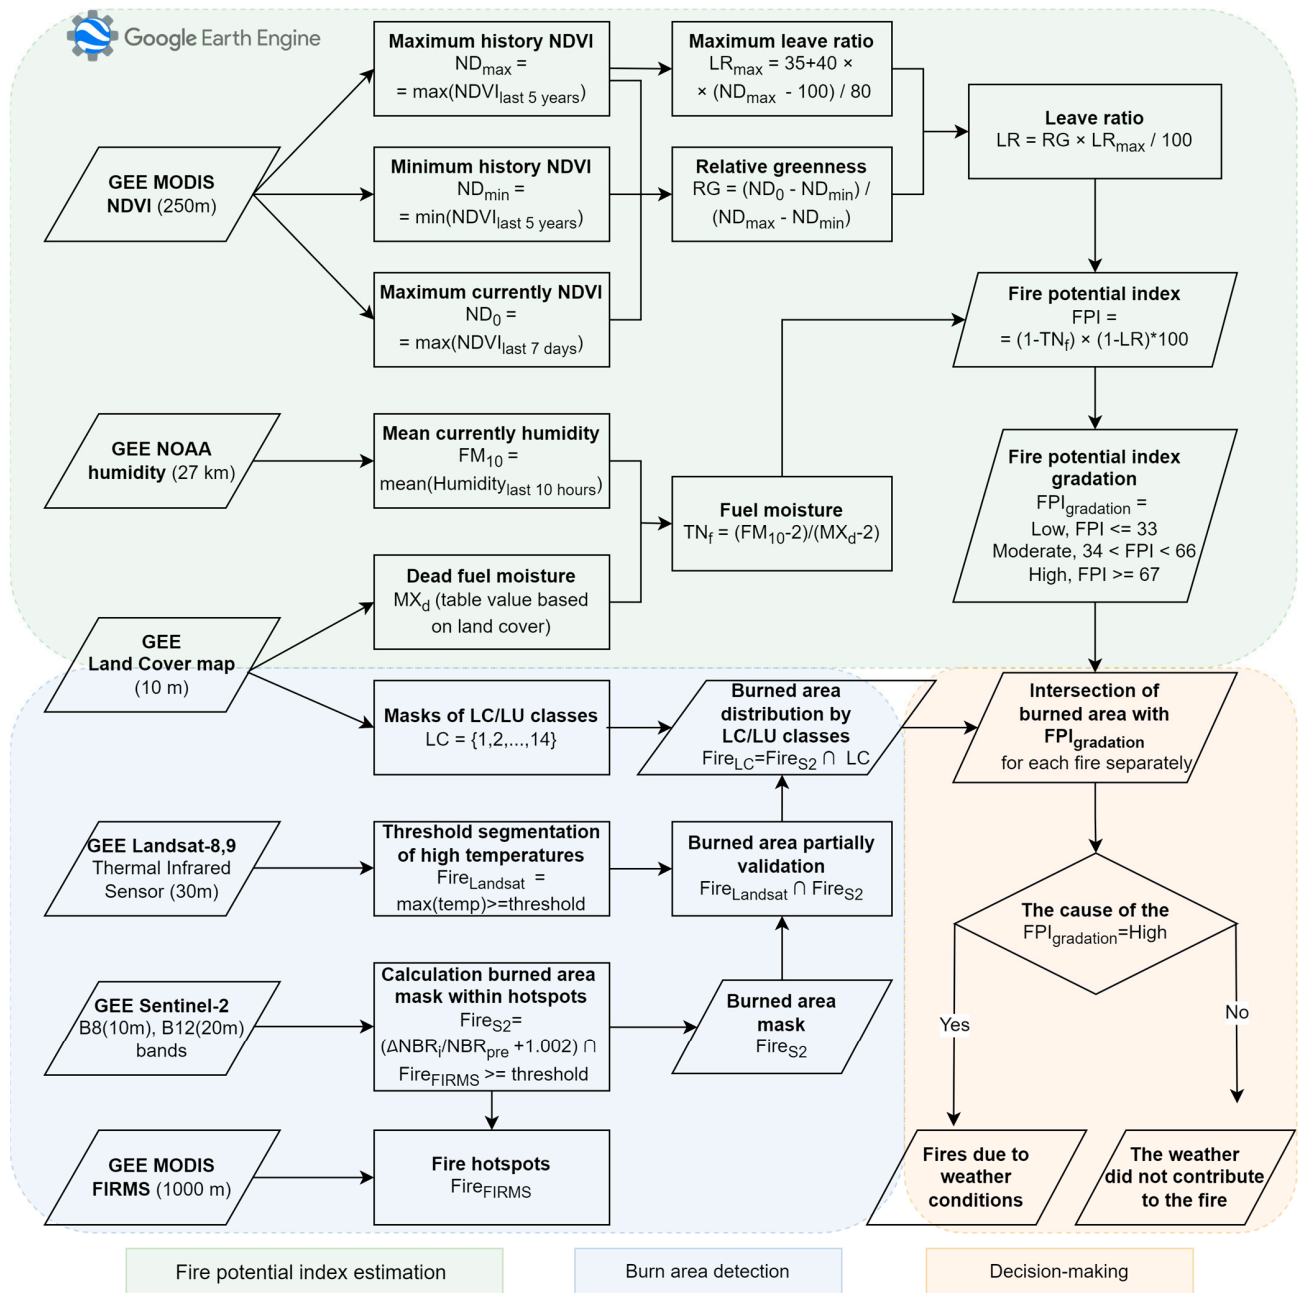 Google Earth Engine
Maximum history NDVI
NDmax =
= max(NDVIlast 5 years)
Maximum leave ratio
LRmax = 35+40 ×
× (NDmax - 100) / 80
Leave ratio
LR = RG × LRmax / 100
GEE MODIS
NDVI (250m)
Minimum history NDVI
NDmin =
= min(NDVIlast 5 years)
Relative greenness
RG = (ND0 - NDmin) /
(NDmax - NDmin)
Maximum currently NDVI
ND0 =
= max(NDVIlast 7 days)
Fire potential index
FPI =
= (1-TNf) × (1-LR)*100
GEE NOAA
humidity (27 km)
Mean currently humidity
FM10 =
mean(Humiditylast 10 hours)
Fuel moisture
TNf = (FM10-2)/(MXd-2)
Fire potential index
gradation
FPIgradation =
Low, FPI <= 33
Moderate, 34 < FPI < 66
High, FPI >= 67
Dead fuel moisture
MXd (table value based
on land cover)
GEE
Land Cover map
(10 m)
Masks of LC/LU classes
LC = {1,2,...,14}
Burned area
distribution by
LC/LU classes
FireLC=FireS2 ∩ LC
Intersection of
burned area with
FPIgradation
for each fire separately
GEE Landsat-8,9
Thermal Infrared
Sensor (30m)
Threshold segmentation
of high temperatures
FireLandsat =
max(temp)>=threshold
Burned area partially
validation
FireLandsat ∩ FireS2
The cause of the
FPIgradation=High
GEE Sentinel-2
B8(10m), B12(20m)
bands
Calculation burned area
mask within hotspots
FireS2=
(ΔNBRi/NBRpre +1.002) ∩
FireFIRMS >= threshold
Burned area
mask
FireS2
Yes
No
GEE MODIS
FIRMS (1000 m)
Fire hotspots
FireFIRMS
Fires due to
weather
conditions
The weather
did not contribute
to the fire
Fire potential index estimation
Burn area detection
Decision-making